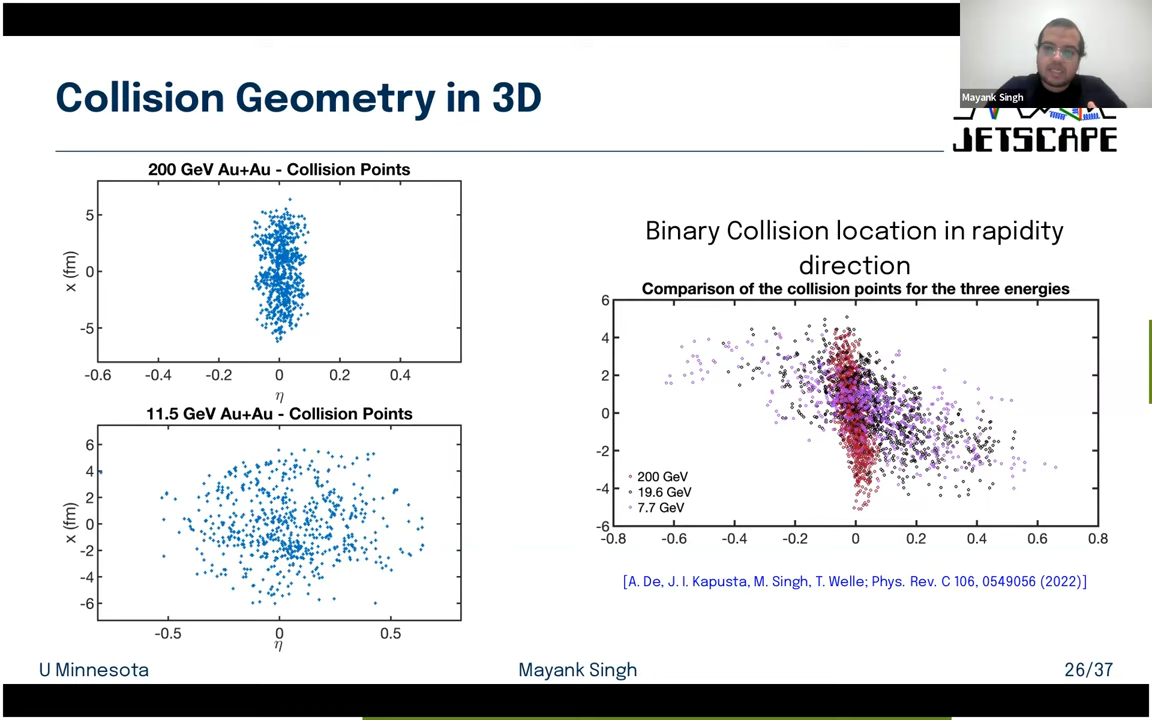 Mayank Singh
Collision Geometry in 3D
JETSCAPE
200 GeV Au+Au - Collision Points
5
0
-5
x (fm)
-0.6 -0.4 -0.2 0 0.2 0.4
η
11.5 GeV Au+Au - Collision Points
6
4
2
0
-2
-4
-6
x (fm)
-0.5 0 0.5
η
Binary Collision location in rapidity
direction
Comparison of the collision points for the three energies
6
4
2
0
-2
-4
-6
200 GeV
19.6 GeV
7.7 GeV
-0.8 -0.6 -0.4 -0.2 0 0.2 0.4 0.6 0.8
[A. De, J. I. Kapusta, M. Singh, T. Welle; Phys. Rev. C 106, 0549056 (2022)]
U Minnesota
Mayank Singh
26/37